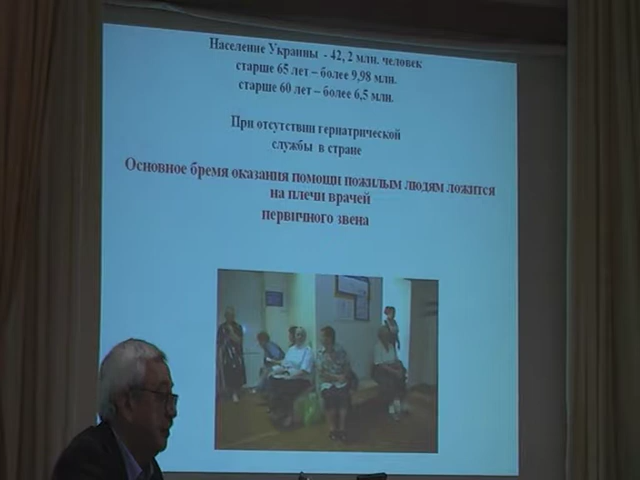 Население Украины - 42, 2 млн. человек
старше 65 лет – более 9,98 млн.
старше 60 лет – более 6,5 млн.
При отсутствии гериатрической
службы в стране
Основное бремя оказания помощи пожилым людям ложится
на плечи врачей
первічного звена